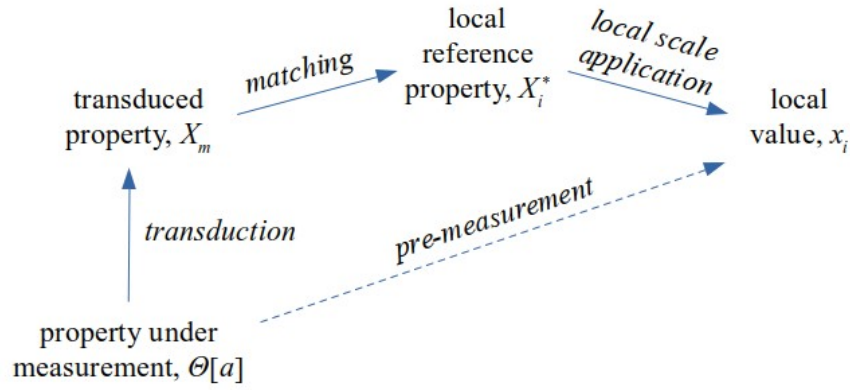 local
reference
property, X*i
local scale
application
matching
transduced
property, Xm
local
value, xi
transduction
pre-measurement
property under
measurement, Θ[a]